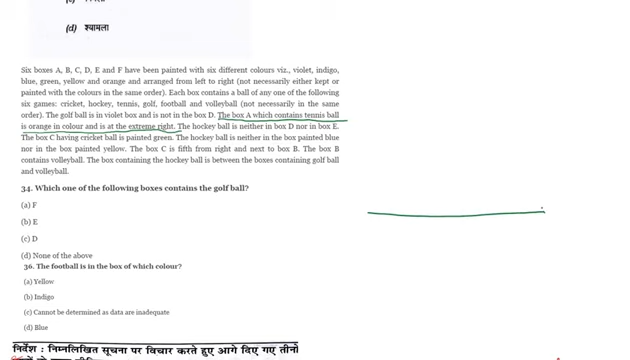 (d) श्यामला
Six boxes A, B, C, D, E and F have been painted with six different colours viz., violet, indigo,
blue, green, yellow and orange and arranged from left to right (not necessarily either kept or
painted with the colours in the same order). Each box contains a ball of any one of the following
six games: cricket, hockey, tennis, golf, football and volleyball (not necessarily in the same
order). The golf ball is in violet box and is not in the box D. The box A which contains tennis ball
is orange in colour and is at the extreme right. The hockey ball is neither in box D nor in box E.
The box C having cricket ball is painted green. The hockey ball is neither in the box painted blue
nor in the box painted yellow. The box C is fifth from right and next to box B. The box B
contains volleyball. The box containing the hockey ball is between the boxes containing golf ball
and volleyball.
34. Which one of the following boxes contains the golf ball?
(a) F
(b) E
(c) D
(d) None of the above
36. The football is in the box of which colour?
(a) Yellow
(b) Indigo
(c) Cannot be determined as data are inadequate
(d) Blue
निर्देश : निम्नलिखित सूचना पर विचार करते हुए आगे दिए गए तीनों